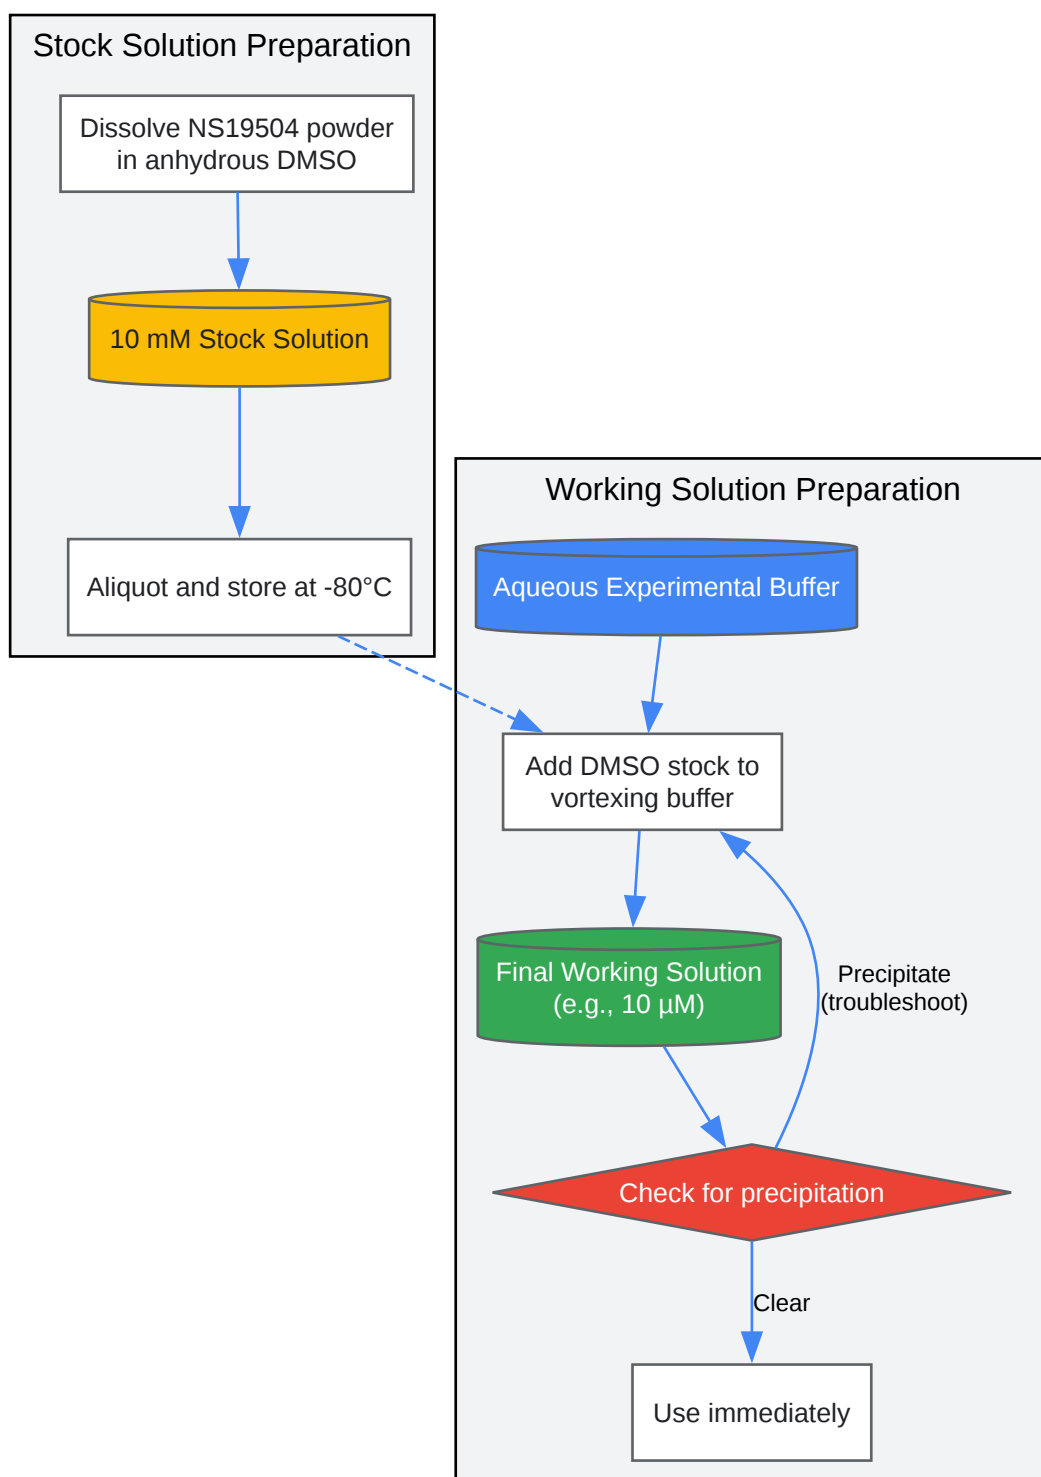 Stock Solution Preparation
Dissolve NS19504 powder
in anhydrous DMSO
10 mM Stock Solution
Aliquot and store at -80°C
Working Solution Preparation
Aqueous Experimental Buffer
Add DMSO stock to
vortexing buffer
Final Working Solution
(e.g., 10 µM)
Precipitate
(troubleshoot)
Check for precipitation
Clear
Use immediately